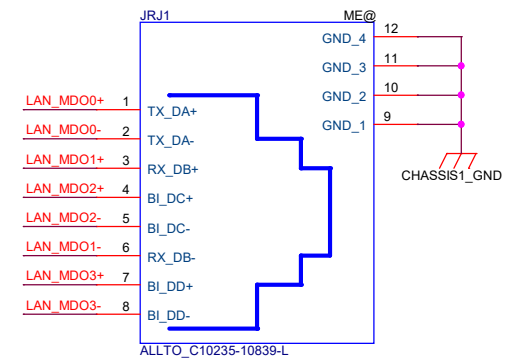 JRJ1 ME@
GND_4 12
GND_3 11
GND_2 10
GND_1 9
CHASSIS1_GND
LAN_MDO0+ 1 TX_DA+
LAN_MDO0- 2 TX_DA-
LAN_MDO1+ 3 RX_DB+
LAN_MDO2+ 4 BI_DC+
LAN_MDO2- 5 BI_DC-
LAN_MDO1- 6 RX_DB-
LAN_MDO3+ 7 BI_DD+
LAN_MDO3- 8 BI_DD-
ALLTO_C10235-10839-L